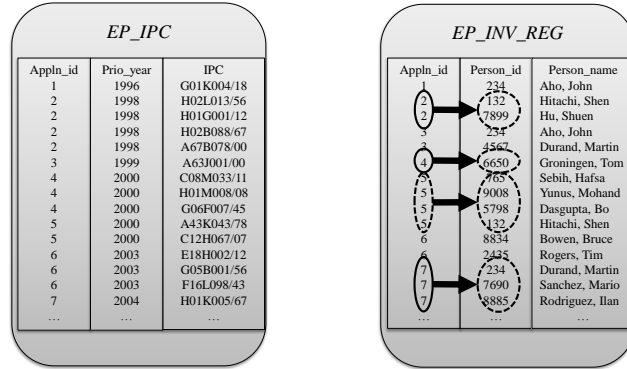 EP_IPC
Appln_id Prio_year IPC
1 1996 G01K004/18
2 1998 H02L013/56
2 1998 H01G001/12
2 1998 H02B088/67
2 1998 A67B078/00
3 1999 A63J001/00
4 2000 C08M033/11
4 2000 H01M008/08
4 2000 G06F007/45
5 2000 A43K043/78
5 2000 C12H067/07
6 2003 E18H002/12
6 2003 G05B001/56
6 2003 F16L098/43
7 2004 H01K005/67
... ... ...
EP_INV_REG
Appln_id Person_id Person_name
1 234 Aho, John
2 132 Hitachi, Shen
2 7899 Hu, Shuen
3 234 Aho, John
3 4567 Durand, Martin
4 6650 Groningen, Tom
5 765 Sebih, Hafsa
5 9008 Yunus, Mohand
5 5798 Dasgupta, Bo
5 132 Hitachi, Shen
6 8834 Bowen, Bruce
6 2435 Rogers, Tim
7 234 Durand, Martin
7 7690 Sanchez, Mario
7 8885 Rodriguez, Ilan
... ... ...